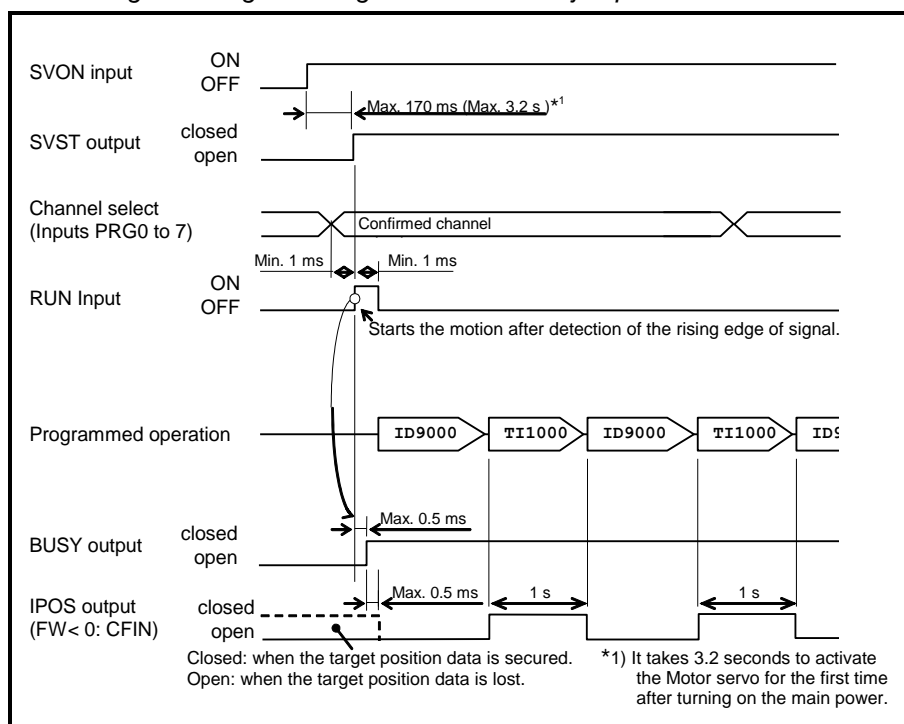 SVON input
ON
OFF
Max. 170 ms (Max. 3.2 s )*1
SVST output
closed
open
Channel select
(Inputs PRG0 to 7)
Confirmed channel
Min. 1 ms
Min. 1 ms
RUN Input
ON
OFF
Starts the motion after detection of the rising edge of signal.
Programmed operation
ID9000
TI1000
ID9000
TI1000
ID9
Max. 0.5 ms
BUSY output
closed
open
IPOS output
(FW< 0: CFIN)
closed
open
Max. 0.5 ms
1 s
1 s
Closed: when the target position data is secured.
Open: when the target position data is lost.
*1) It takes 3.2 seconds to activate
the Motor servo for the first time
after turning on the main power.